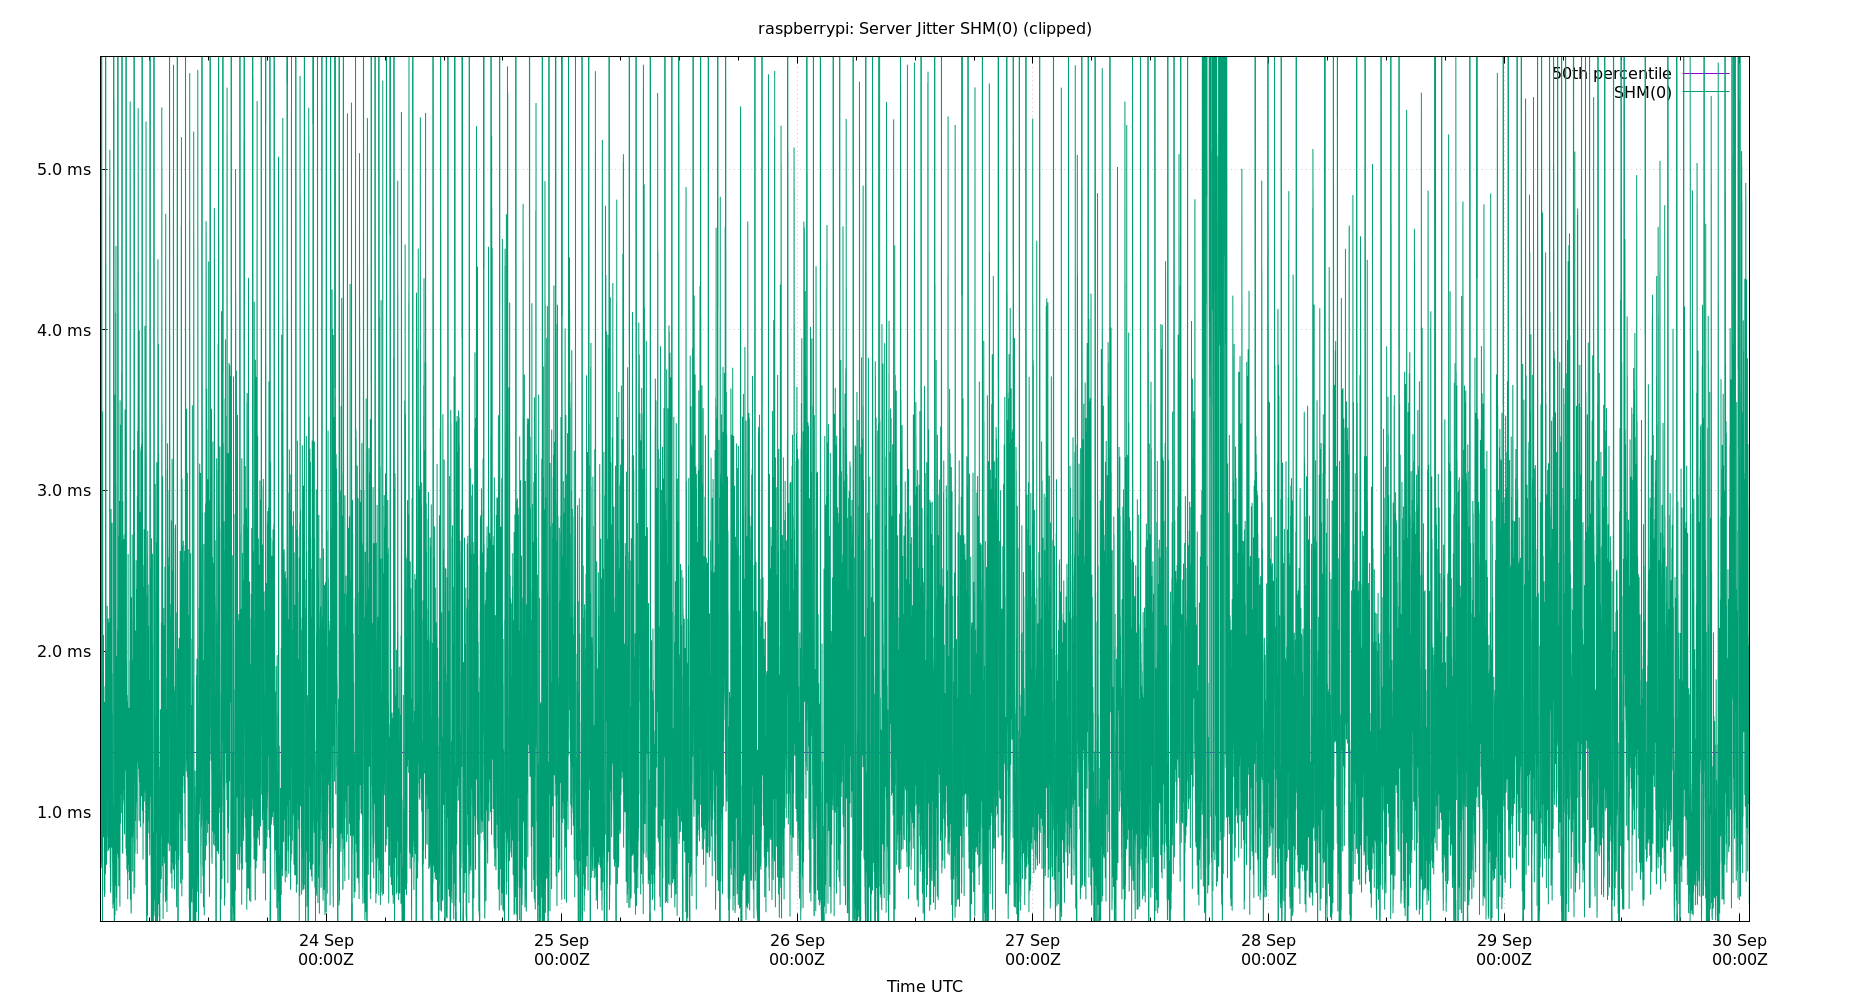 raspberrypi: Server Jitter SHM(0) (clipped)
50th percentile
SHM(0)
5.0 ms
4.0 ms
3.0 ms
2.0 ms
1.0 ms
24 Sep 25 Sep 26 Sep 27 Sep 28 Sep 29 Sep 30 Sep
00:00Z 00:00Z 00:00Z 00:00Z 00:00Z 00:00Z 00:00Z
Time UTC